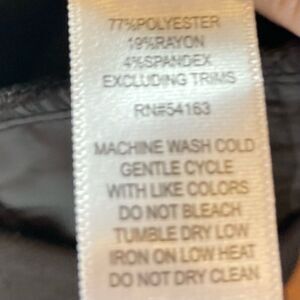 77%POLYESTER
19%RAYON
4%SPANDEX
EXCLUDING TRIMS
RN#54163
MACHINE WASH COLD
GENTLE CYCLE
WITH LIKE COLORS
DO NOT BLEACH
TUMBLE DRY LOW
IRON ON LOW HEAT
DO NOT DRY CLEAN